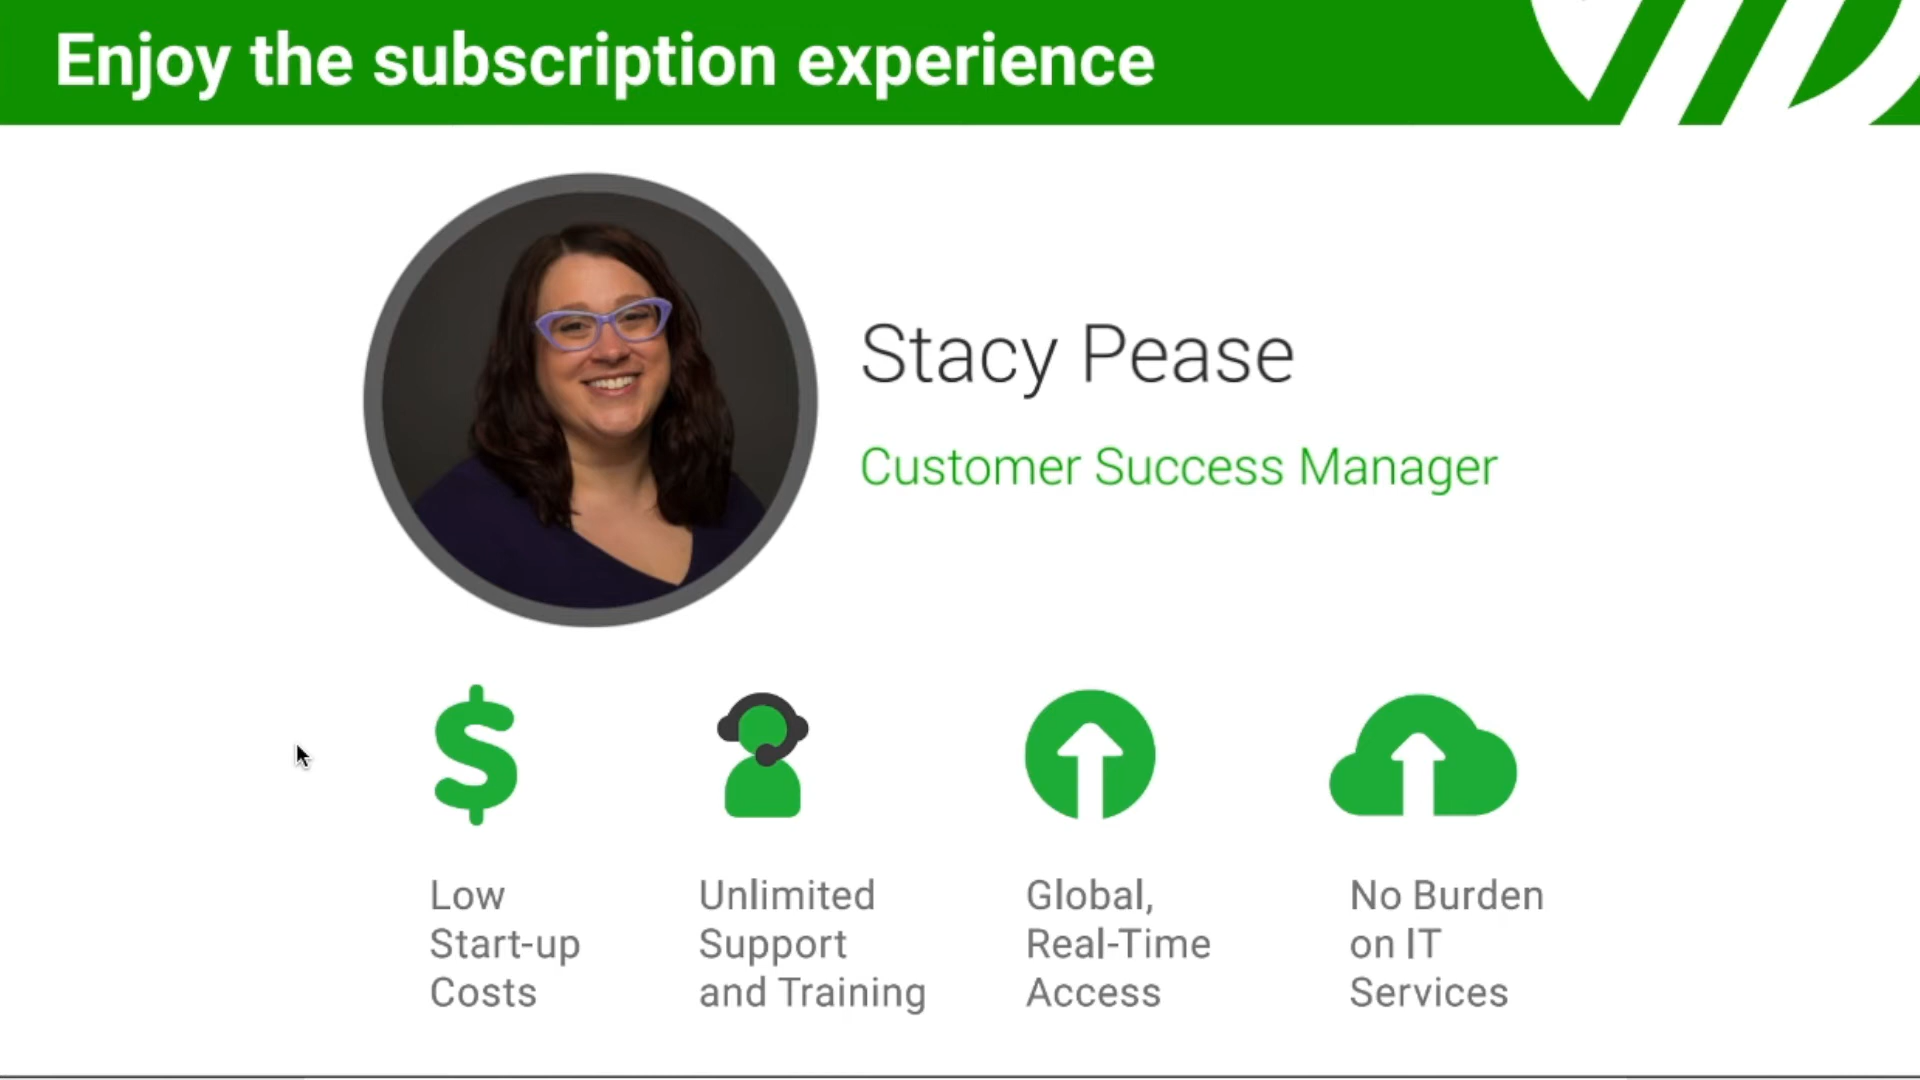 Enjoy the subscription experience
Stacy Pease
Customer Success Manager
Low
Start-up
Costs
Unlimited
Support
and Training
Global,
Real-Time
Access
No Burden
on IT
Services